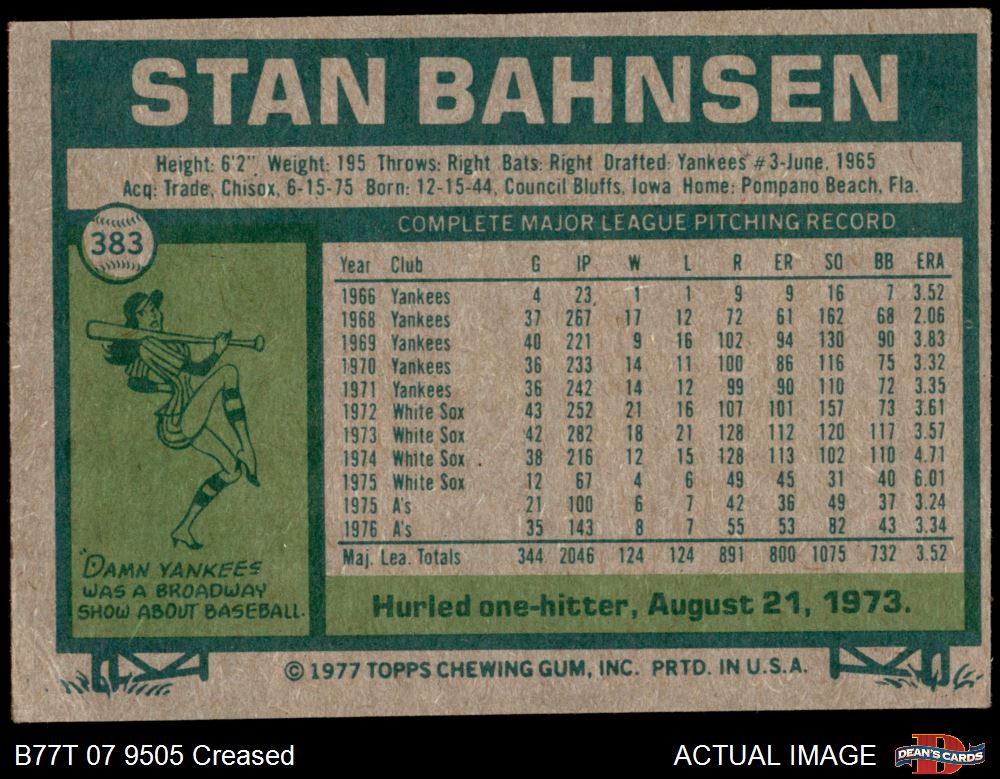 STAN BAHNSEN
Height: 6'2" Weight: 195 Throws: Right Bats: Right Drafted: Yankees #3-June, 1965
Acq: Trade, Chisox, 6-15-75 Born: 12-15-44, Council Bluffs, Iowa Home: Pompano Beach, Fla.
383
COMPLETE MAJOR LEAGUE PITCHING RECORD
Year Club G IP W L R ER SO BB ERA
1966 Yankees 4 23 1 1 9 9 16 7 3.52
1968 Yankees 37 267 17 12 72 61 162 68 2.06
1969 Yankees 40 221 9 16 102 94 130 90 3.83
1970 Yankees 36 233 14 11 100 86 116 75 3.32
1971 Yankees 36 242 14 12 99 90 110 72 3.35
1972 White Sox 43 252 21 16 107 101 157 73 3.61
1973 White Sox 42 282 18 21 128 112 120 117 3.57
1974 White Sox 38 216 12 15 128 113 102 110 4.71
1975 White Sox 12 67 4 6 49 45 31 40 6.01
1975 A's 21 100 6 7 42 36 49 37 3.24
1976 A's 35 143 8 7 55 53 82 43 3.34
Maj. Lea. Totals 344 2046 124 124 891 800 1075 732 3.52
"DAMN YANKEES
WAS A BROADWAY
SHOW ABOUT BASEBALL.
Hurled one-hitter, August 21, 1973.
© 1977 TOPPS CHEWING GUM, INC. PRTD. IN U.S.A.
B77T 07 9505 Creased
ACTUAL IMAGE
DEAN'S CARDS